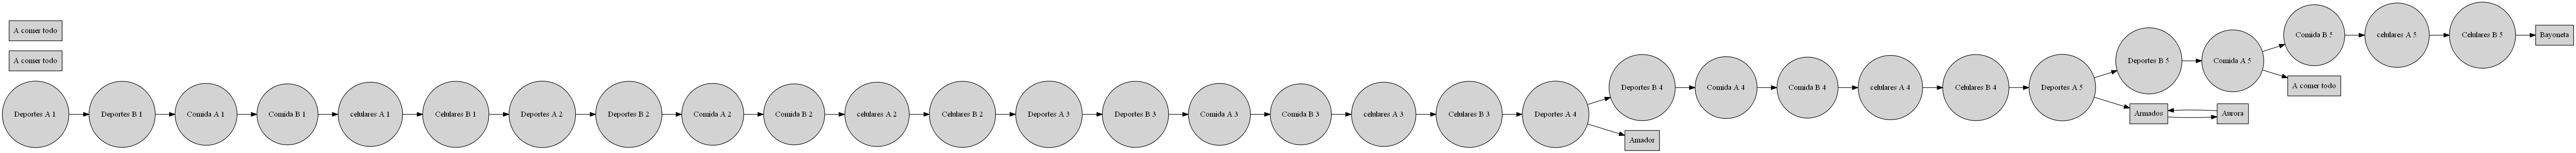 A comer todo
A comer todo
Deportes A 1
Deportes B 1
Comida A 1
Comida B 1
celulares A 1
Celulares B 1
Deportes A 2
Deportes B 2
Comida A 2
Comida B 2
celulares A 2
Celulares B 2
Deportes A 3
Deportes B 3
Comida A 3
Comida B 3
celulares A 3
Celulares B 3
Deportes A 4
Deportes B 4
Amador
Comida A 4
Comida B 4
celulares A 4
Celulares B 4
Deportes A 5
Deportes B 5
Armados
Aurora
Comida A 5
Comida B 5
A comer todo
celulares A 5
Celulares B 5
Bayoneta